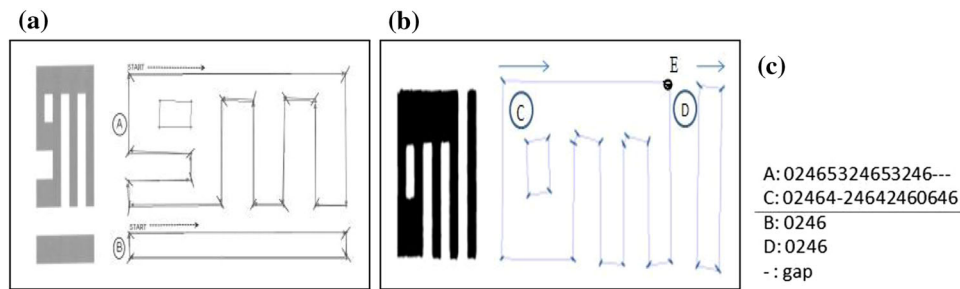 (a)
START
A
START
B
(b)
E
C
D
(c)
A: 02465324653246---
C: 02464-24642460646
B: 0246
D: 0246
- : gap